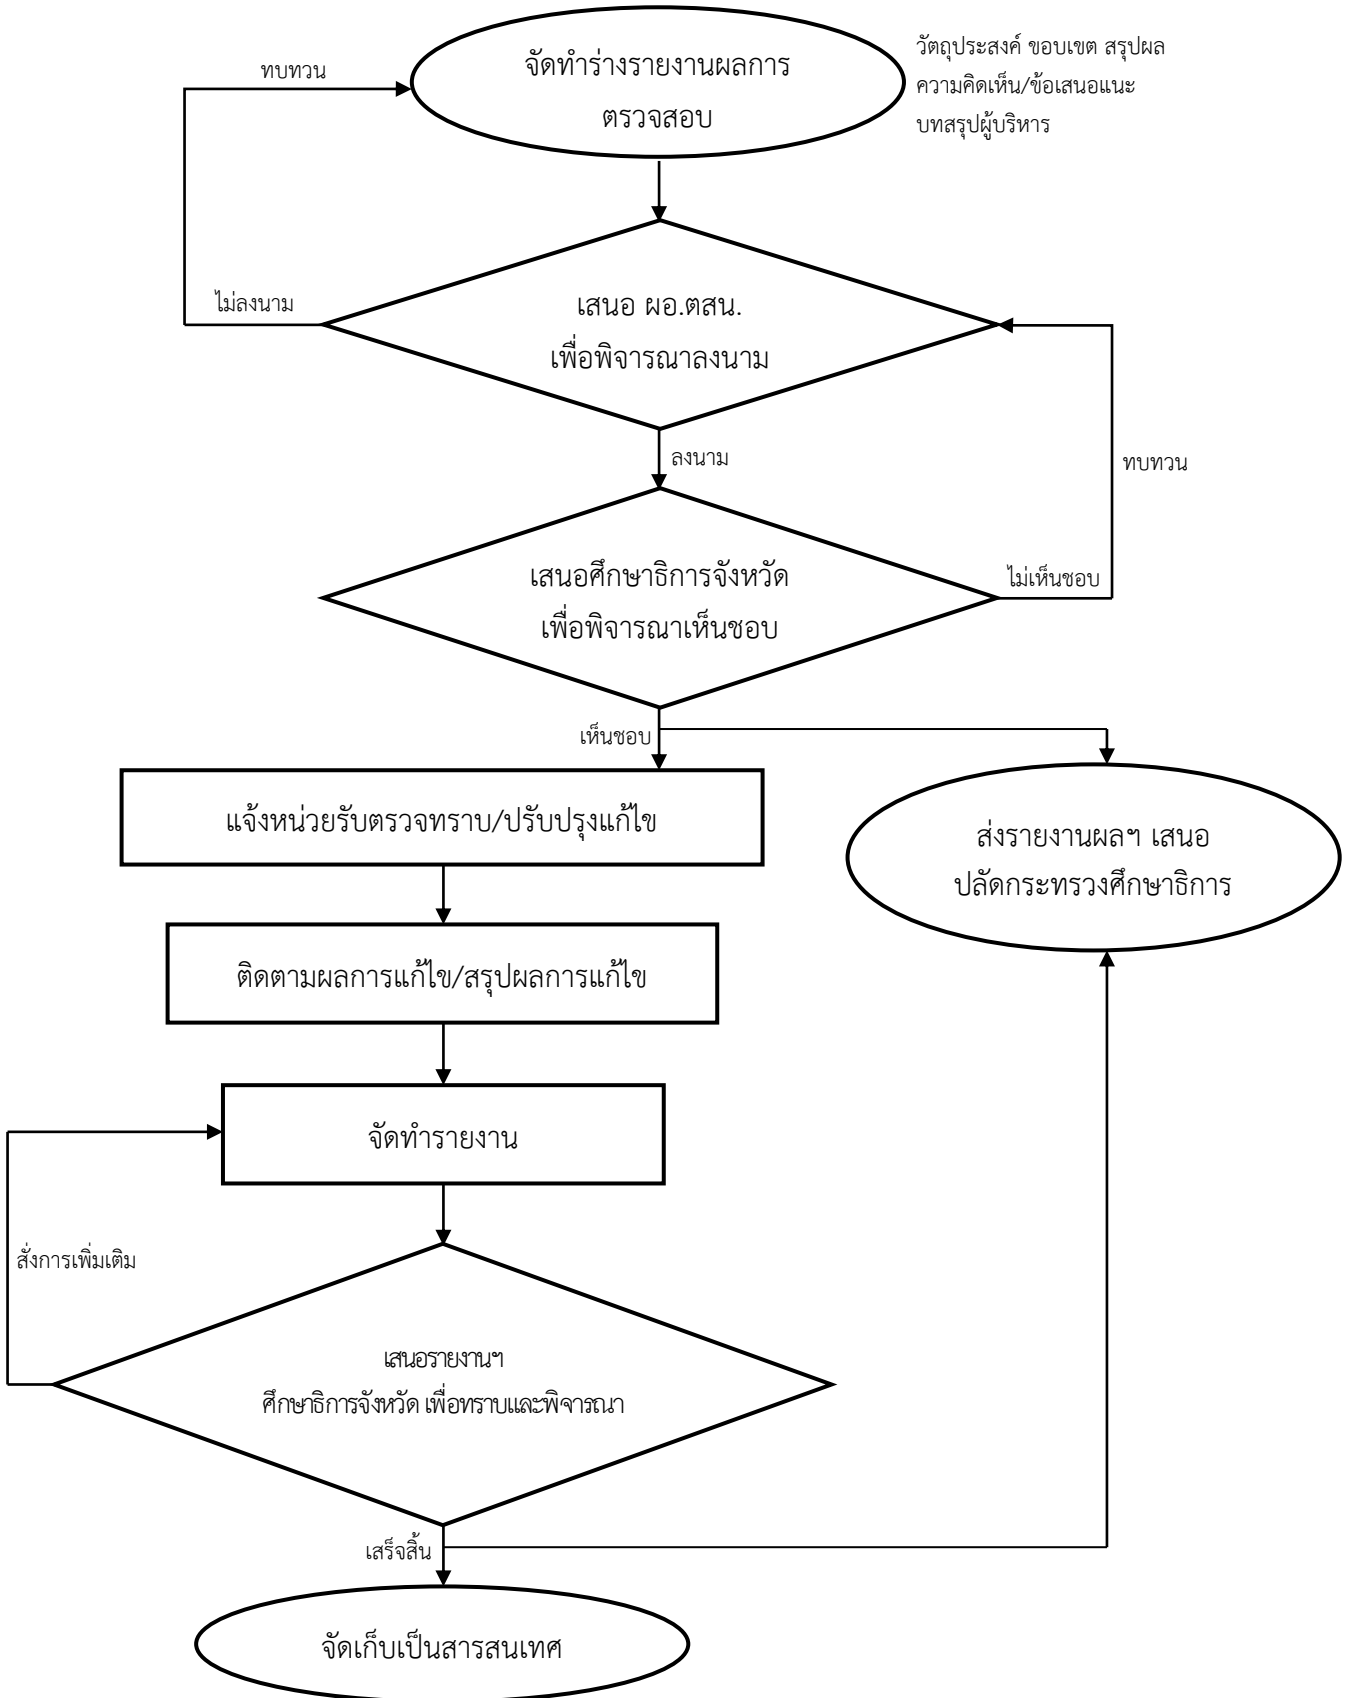 จัดทำร่างรายงานผลการ
ตรวจสอบ
วัตถุประสงค์ ขอบเขต สรุปผล
ความคิดเห็น/ข้อเสนอแนะ
บทสรุปผู้บริหาร
ทบทวน
ไม่ลงนาม
เสนอ ผอ.ตสน.
เพื่อพิจารณาลงนาม
ลงนาม
ทบทวน
เสนอศึกษาธิการจังหวัด
เพื่อพิจารณาเห็นชอบ
ไม่เห็นชอบ
เห็นชอบ
แจ้งหน่วยรับตรวจทราบ/ปรับปรุงแก้ไข
ส่งรายงานผลฯ เสนอ
ปลัดกระทรวงศึกษาธิการ
ติดตามผลการแก้ไข/สรุปผลการแก้ไข
จัดทำรายงาน
สั่งการเพิ่มเติม
เสนอรายงานฯ
ศึกษาธิการจังหวัด เพื่อทราบและพิจารณา
เสร็จสิ้น
จัดเก็บเป็นสารสนเทศ